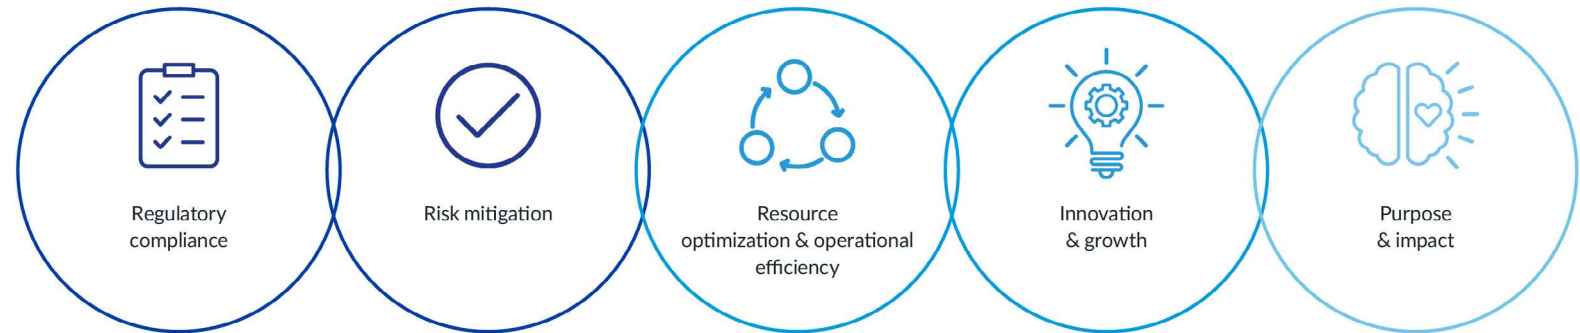 Regulatory
compliance
Risk mitigation
Resource
optimization & operational
efficiency
Innovation
& growth
Purpose
& impact